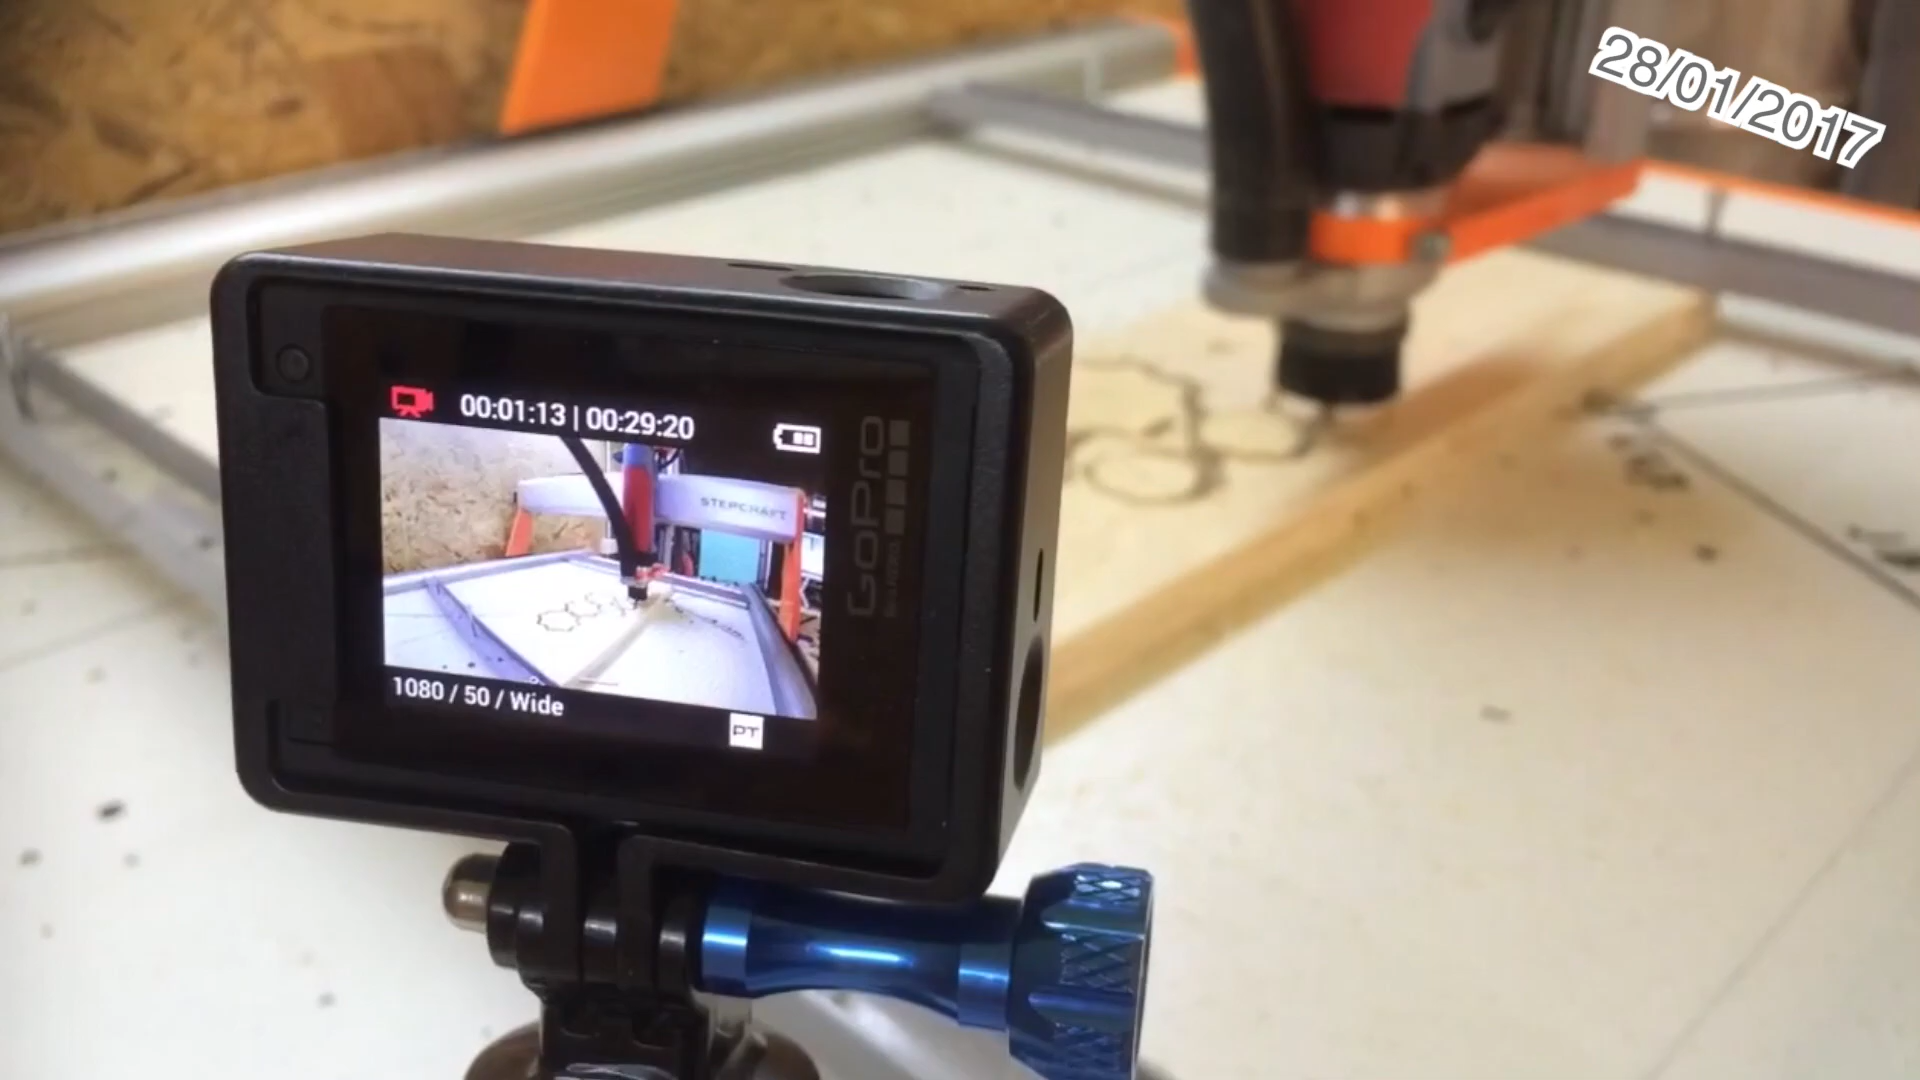 28/01/2017
00:01:13 | 00:29:20
STEPCRAFT
1080 / 50 / Wide
PT
GoPro